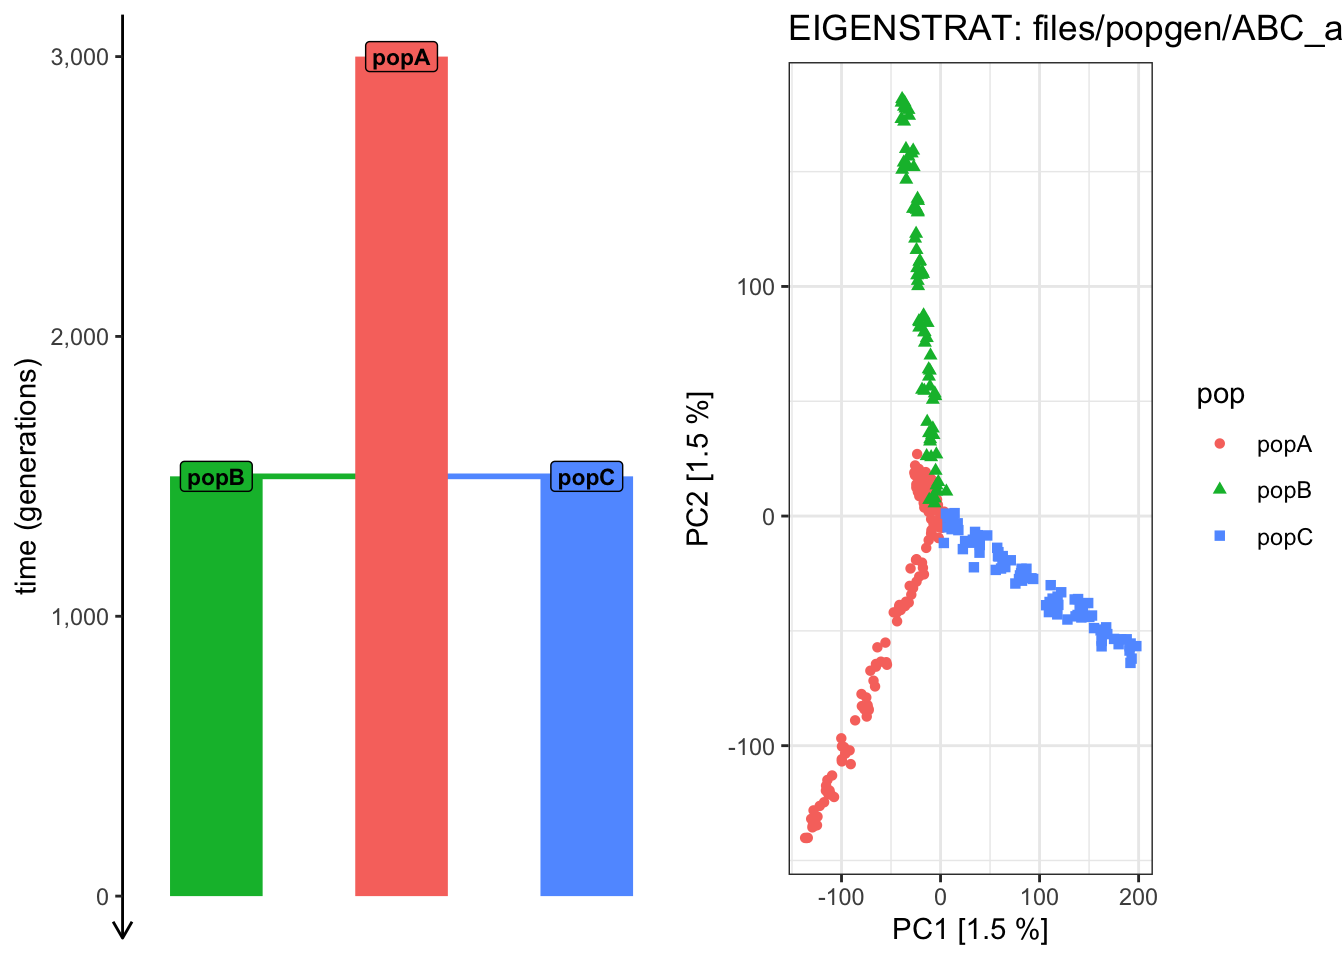 time (generations)
3,000
2,000
1,000
0
popA
popB
popC
EIGENSTRAT: files/popgen/ABC_a
PC2 [1.5 %]
100
0
-100
-100
0
100
200
PC1 [1.5 %]
pop
popA
popB
popC